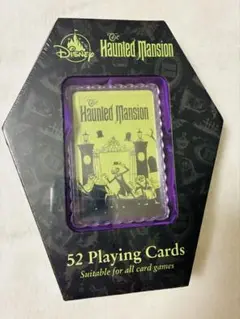 Disney
The
Haunted Mansion
The
Haunted Mansion
52 Playing Cards
Suitable for all card games